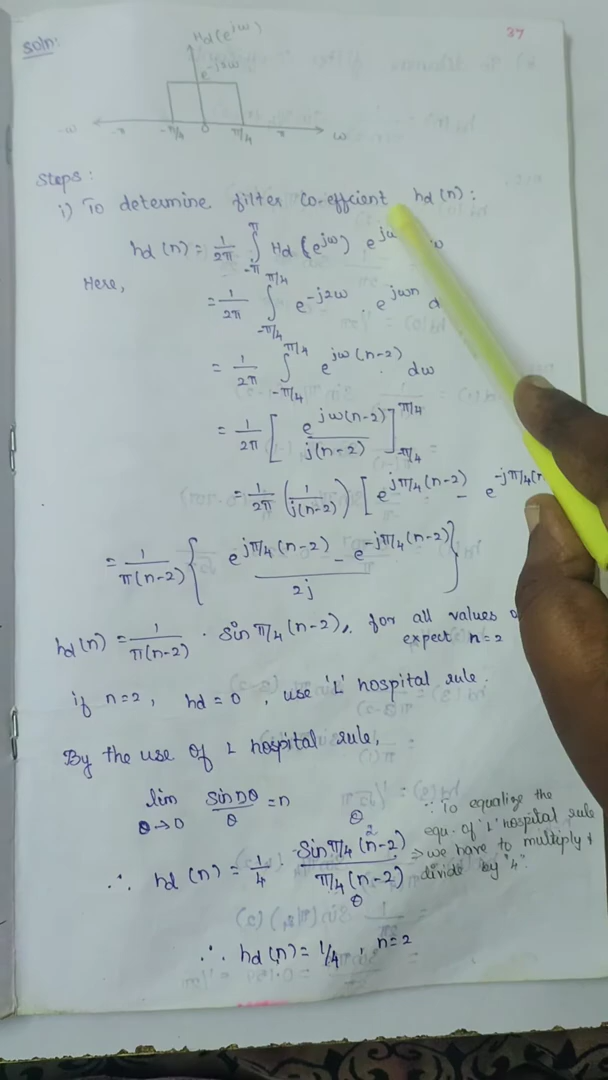 37
Soln:
Hd(e^jω)
e^-j2ω
-ω -π -π/4 0 π/4 π ω
Steps:
i) To determine filter co-effcient hd(n):
hd(n) = 1/2π ∫_-π^π Hd(e^jω) e^jω
Here,
= 1/2π ∫_-π/4^π/4 e^-j2ω . e^jωn d
= 1/2π ∫_-π/4^π/4 e^jω(n-2) . dω
= 1/2π [ e^jω(n-2) / j(n-2) ]_-π/4^π/4
= 1/2π (1/j(n-2)) [ e^jπ/4(n-2) - e^-jπ/4(n
= 1/π(n-2) { e^jπ/4(n-2) - e^-jπ/4(n-2) / 2j }
hd(n) = 1/π(n-2) . Sin π/4 (n-2), for all values
expect n=2
if n=2, hd=0, use 'L' hospital rule.
By the use of L hospital rule,
lim θ→0 Sin nθ / θ = n
∴ hd(n) = 1/4 Sin π/4 (n-2) / π/4 (n-2)
θ
2
θ
∵ To equalize the
equ. of 'L' hospital rule
⇒ we have to multiply &
divide by "4".
∴ hd(n) = 1/4, n=2